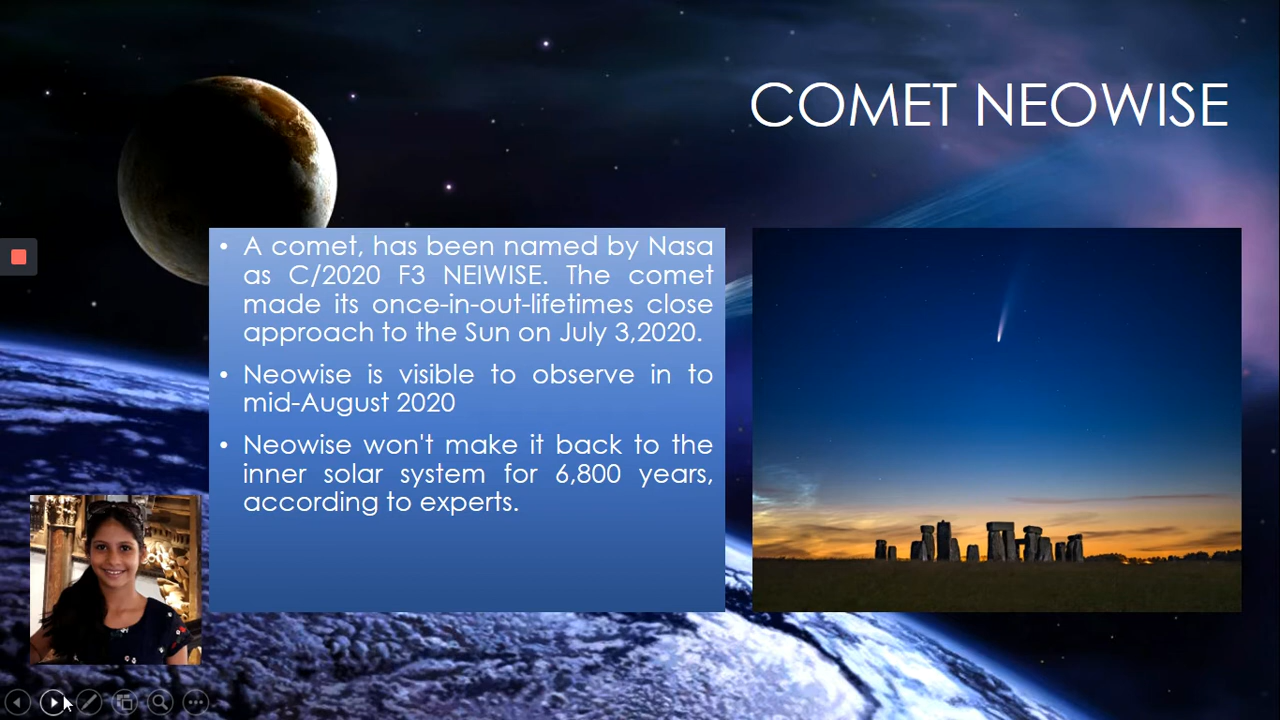 COMET NEOWISE
• A comet, has been named by Nasa
as C/2020 F3 NEIWISE. The comet
made its once-in-out-lifetimes close
approach to the Sun on July 3,2020.
• Neowise is visible to observe in to
mid-August 2020
• Neowise won't make it back to the
inner solar system for 6,800 years,
according to experts.